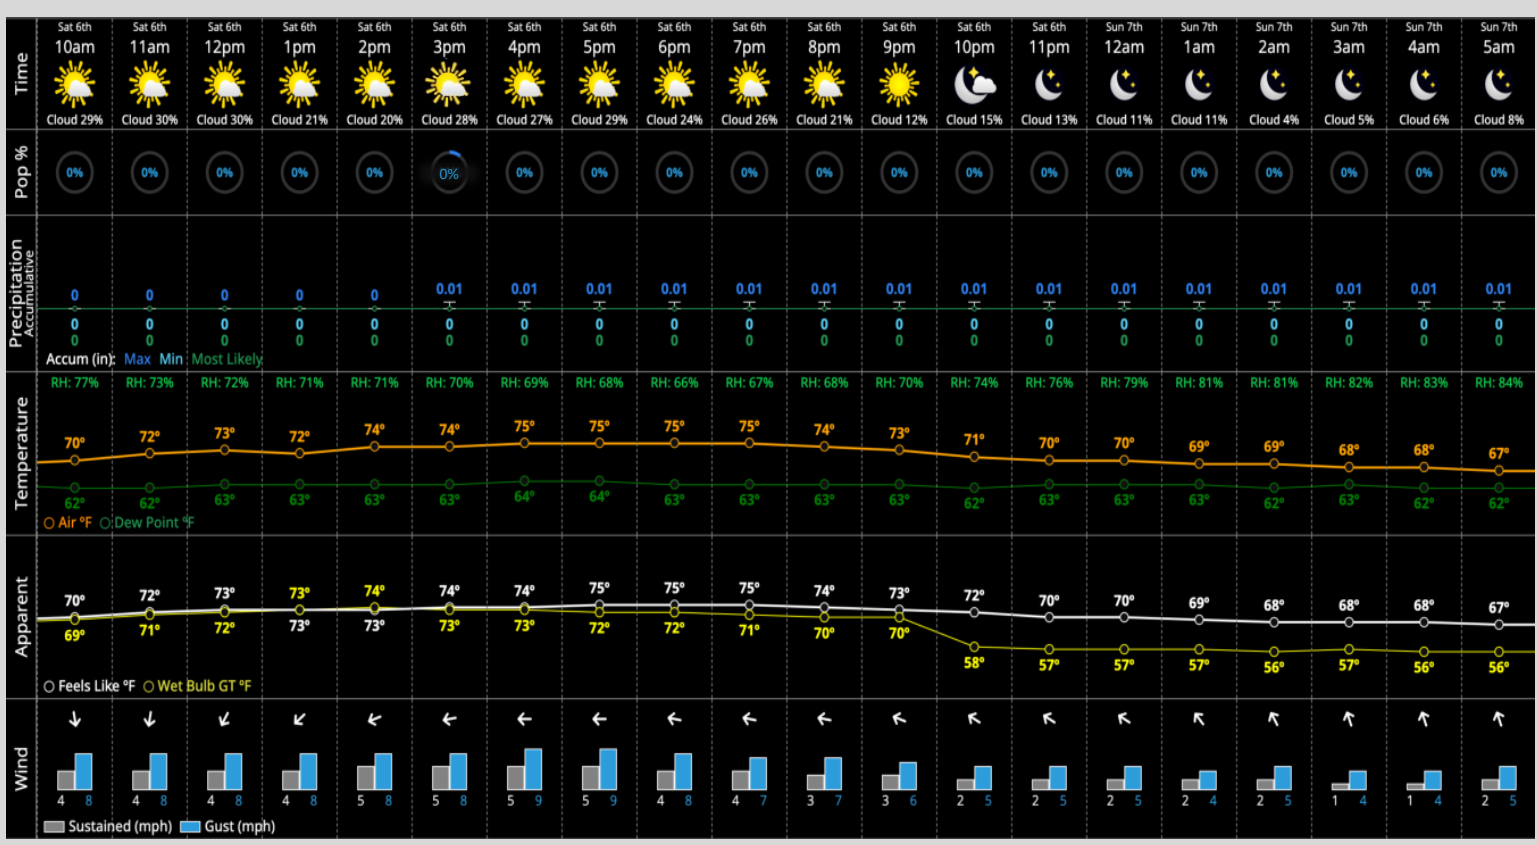 Sat 6th Sat 6th Sat 6th Sat 6th Sat 6th Sat 6th Sat 6th Sat 6th Sat 6th Sat 6th Sat 6th Sat 6th Sat 6th Sat 6th Sun 7th Sun 7th Sun 7th Sun 7th Sun 7th Sun 7th
Time 10am 11am 12pm 1pm 2pm 3pm 4pm 5pm 6pm 7pm 8pm 9pm 10pm 11pm 12am 1am 2am 3am 4am 5am
Cloud 29% Cloud 30% Cloud 30% Cloud 21% Cloud 20% Cloud 28% Cloud 27% Cloud 29% Cloud 24% Cloud 26% Cloud 21% Cloud 12% Cloud 15% Cloud 13% Cloud 11% Cloud 11% Cloud 4% Cloud 5% Cloud 6% Cloud 8%
Pop % 0% 0% 0% 0% 0% 0% 0% 0% 0% 0% 0% 0% 0% 0% 0% 0% 0% 0% 0% 0%
Precipitation
Accumulative
0 0 0 0 0 0.01 0.01 0.01 0.01 0.01 0.01 0.01 0.01 0.01 0.01 0.01 0.01 0.01 0.01 0.01
0 0 0 0 0 0 0 0 0 0 0 0 0 0 0 0 0 0 0 0
0 0 0 0 0 0 0 0 0 0 0 0 0 0 0 0 0 0 0 0
Accum (in): Max Min Most Likely
Temperature
RH: 77% RH: 73% RH: 72% RH: 71% RH: 71% RH: 70% RH: 69% RH: 68% RH: 66% RH: 67% RH: 68% RH: 70% RH: 74% RH: 76% RH: 79% RH: 81% RH: 81% RH: 82% RH: 83% RH: 84%
70° 72° 73° 72° 74° 74° 75° 75° 75° 75° 74° 73° 71° 70° 70° 69° 69° 68° 68° 67°
62° 62° 63° 63° 63° 63° 64° 64° 63° 63° 63° 63° 62° 63° 63° 63° 62° 63° 62° 62°
Air °F Dew Point °F
Apparent
70° 72° 73° 73° 74° 74° 74° 75° 75° 75° 74° 73° 72° 70° 70° 69° 68° 68° 68° 67°
69° 71° 72° 73° 73° 73° 73° 72° 72° 71° 70° 70° 58° 57° 57° 57° 56° 57° 56° 56°
Feels Like °F Wet Bulb GT °F
Wind
4 8 4 8 4 8 4 8 5 8 5 8 5 9 5 9 4 8 4 7 3 7 3 6 2 5 2 5 2 5 2 4 2 5 1 4 1 4 2 5
Sustained (mph) Gust (mph)